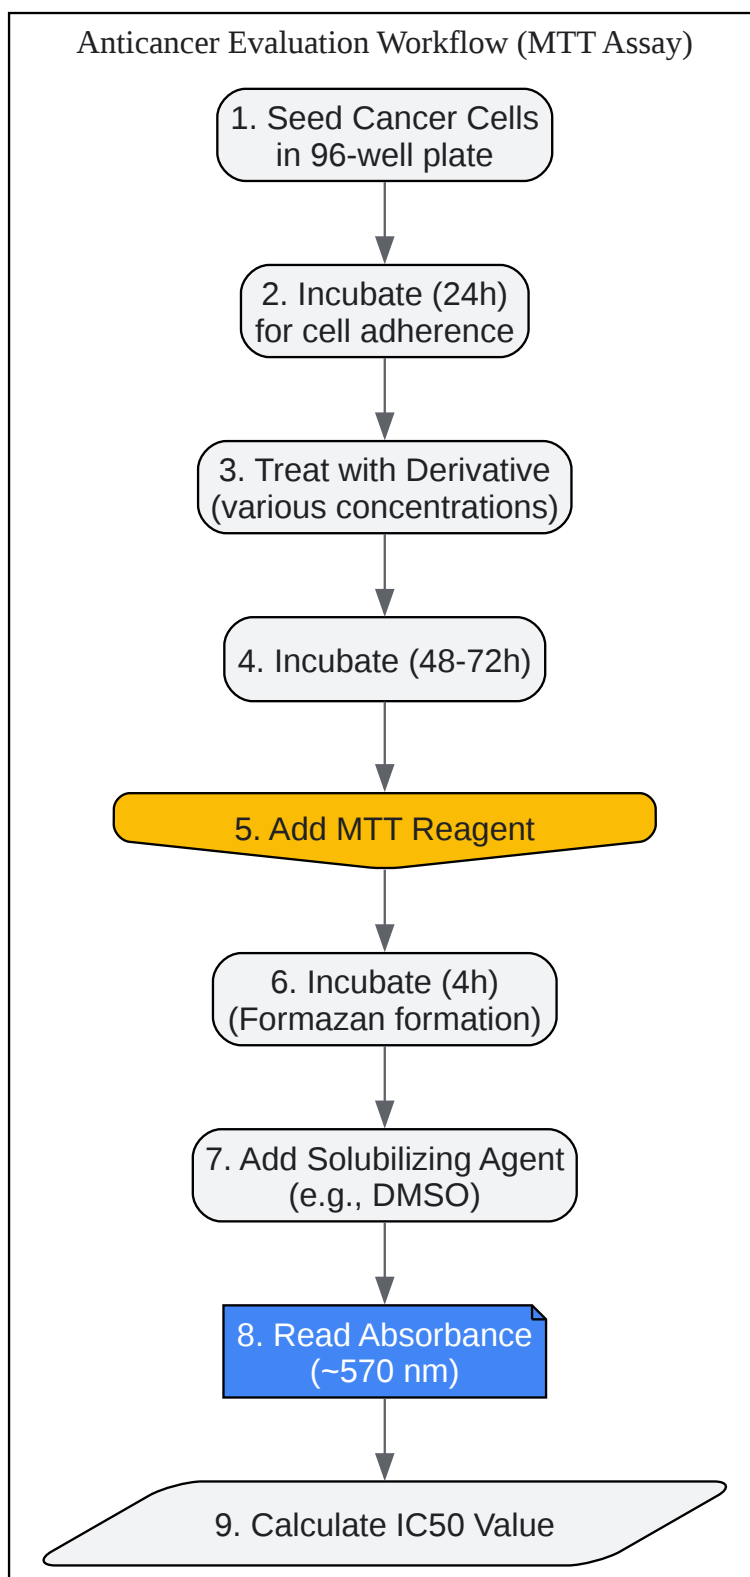 Anticancer Evaluation Workflow (MTT Assay)
1. Seed Cancer Cells
in 96-well plate
2. Incubate (24h)
for cell adherence
3. Treat with Derivative
(various concentrations)
4. Incubate (48-72h)
5. Add MTT Reagent
6. Incubate (4h)
(Formazan formation)
7. Add Solubilizing Agent
(e.g., DMSO)
8. Read Absorbance
(~570 nm)
9. Calculate IC50 Value